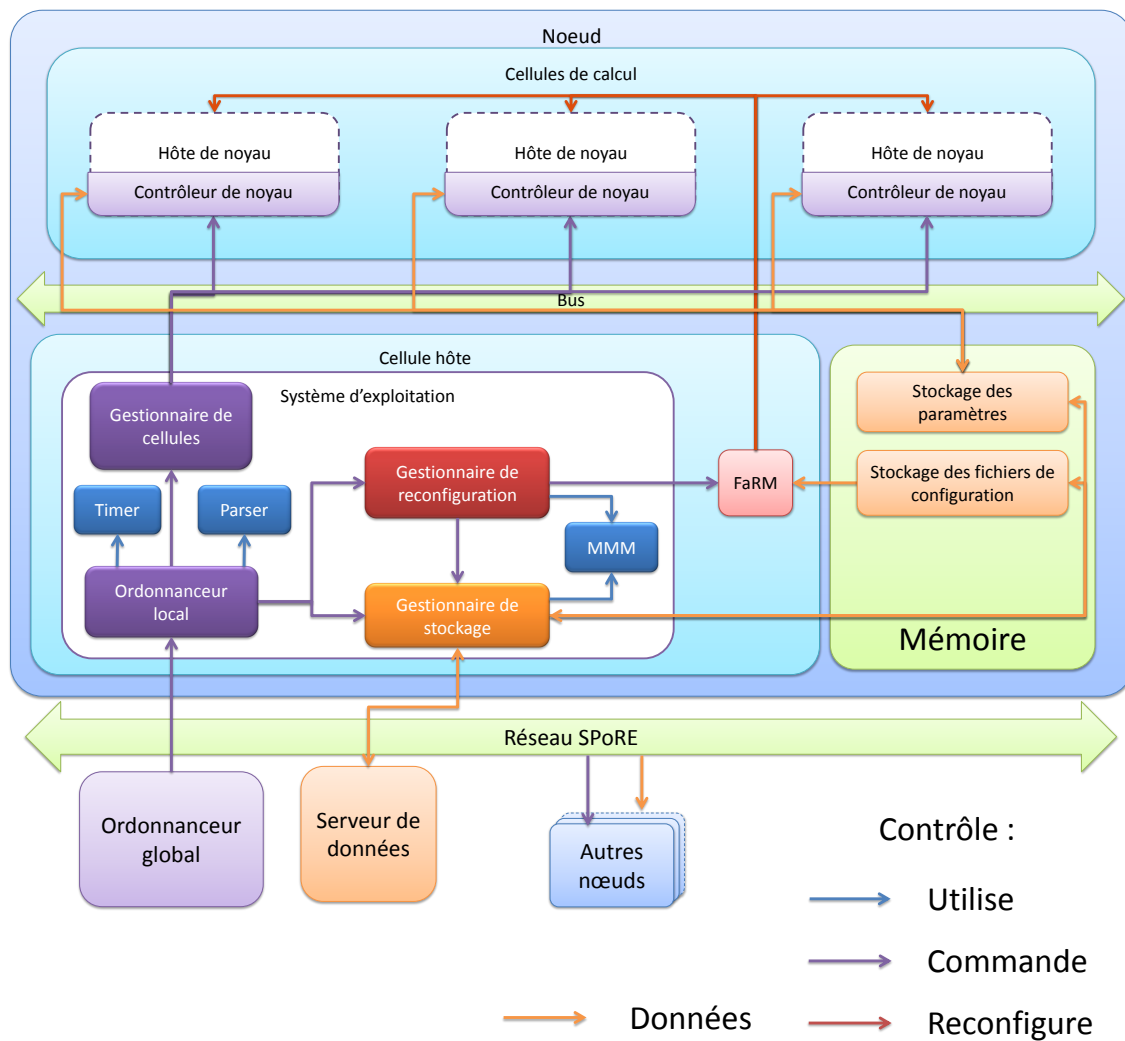 Noeud
Cellules de calcul
Hôte de noyau
Hôte de noyau
Hôte de noyau
Contrôleur de noyau
Contrôleur de noyau
Contrôleur de noyau
Bus
Cellule hôte
Système d'exploitation
Gestionnaire de
cellules
Stockage des
paramètres
Gestionnaire de
reconfiguration
FaRM
Stockage des fichiers de
configuration
Timer
Parser
MMM
Ordonnanceur
local
Gestionnaire de
stockage
Mémoire
Réseau SPoRE
Ordonnanceur
global
Serveur de
données
Autres
nœuds
Contrôle :
Utilise
Commande
Données
Reconfigure